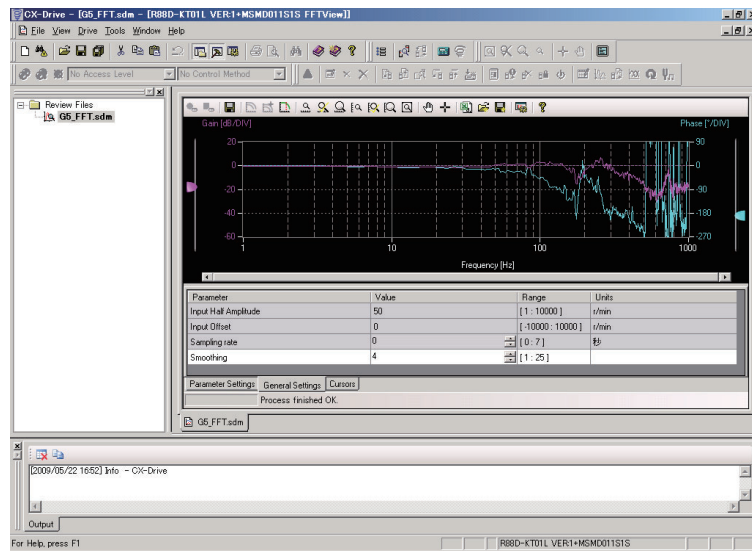 CX-Drive - [G5_FFT.sdm - [R88D-KT01L VER:1+MSMD011S1S FFTView]]
File View Drive Tools Window Help
No Access Level
No Control Method
Review Files
G5_FFT.sdm
Gain [dB/DIV]
Phase [°/DIV]
20
0
-20
-40
-60
90
0
-90
-180
-270
1
10
100
1000
Frequency [Hz]
Parameter Value Range Units
Input Half Amplitude 50 [ 1 : 10000 ] r/min
Input Offset 0 [ -10000 : 10000 ] r/min
Sampling rate 0 [ 0 : 7 ] 秒
Smoothing 4 [ 1 : 25 ]
Parameter Settings General Settings Cursors
Process finished OK.
G5_FFT.sdm
[2009/05/22 16:52] Info - CX-Drive
Output
For Help, press F1
R88D-KT01L VER:1+MSMD011S1S